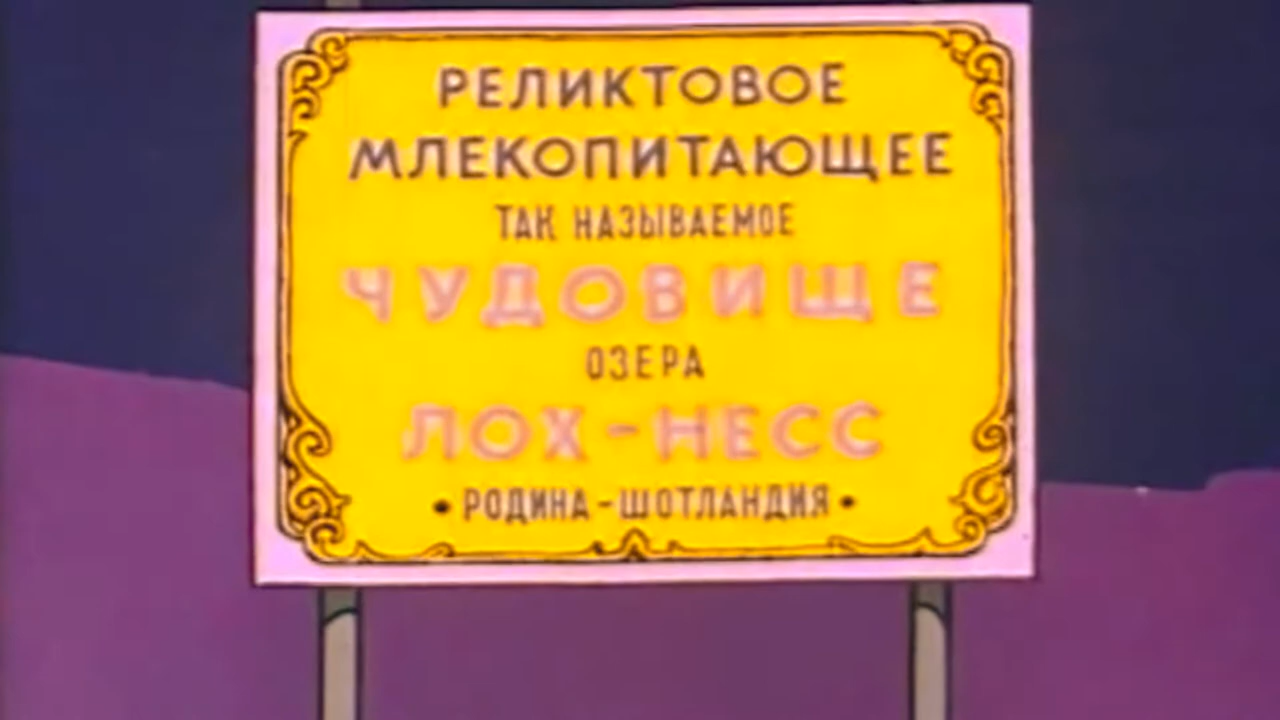 РЕЛИКТОВОЕ
МЛЕКОПИТАЮЩЕЕ
ТАК НАЗЫВАЕМОЕ
ЧУДОВИЩЕ
ОЗЕРА
ЛОХ-НЕСС
•РОДИНА-ШОТЛАНДИЯ•